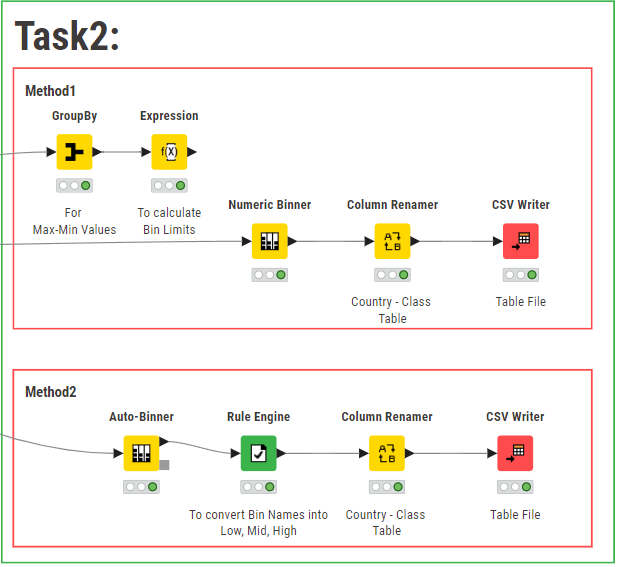 Task2:
Method1
GroupBy
Expression
f(X)
For
Max-Min Values
To calculate
Bin Limits
Numeric Binner
Column Renamer
CSV Writer
A
B
Country - Class
Table
Table File
Method2
Auto-Binner
Rule Engine
Column Renamer
CSV Writer
A
B
To convert Bin Names into
Low, Mid, High
Country - Class
Table
Table File